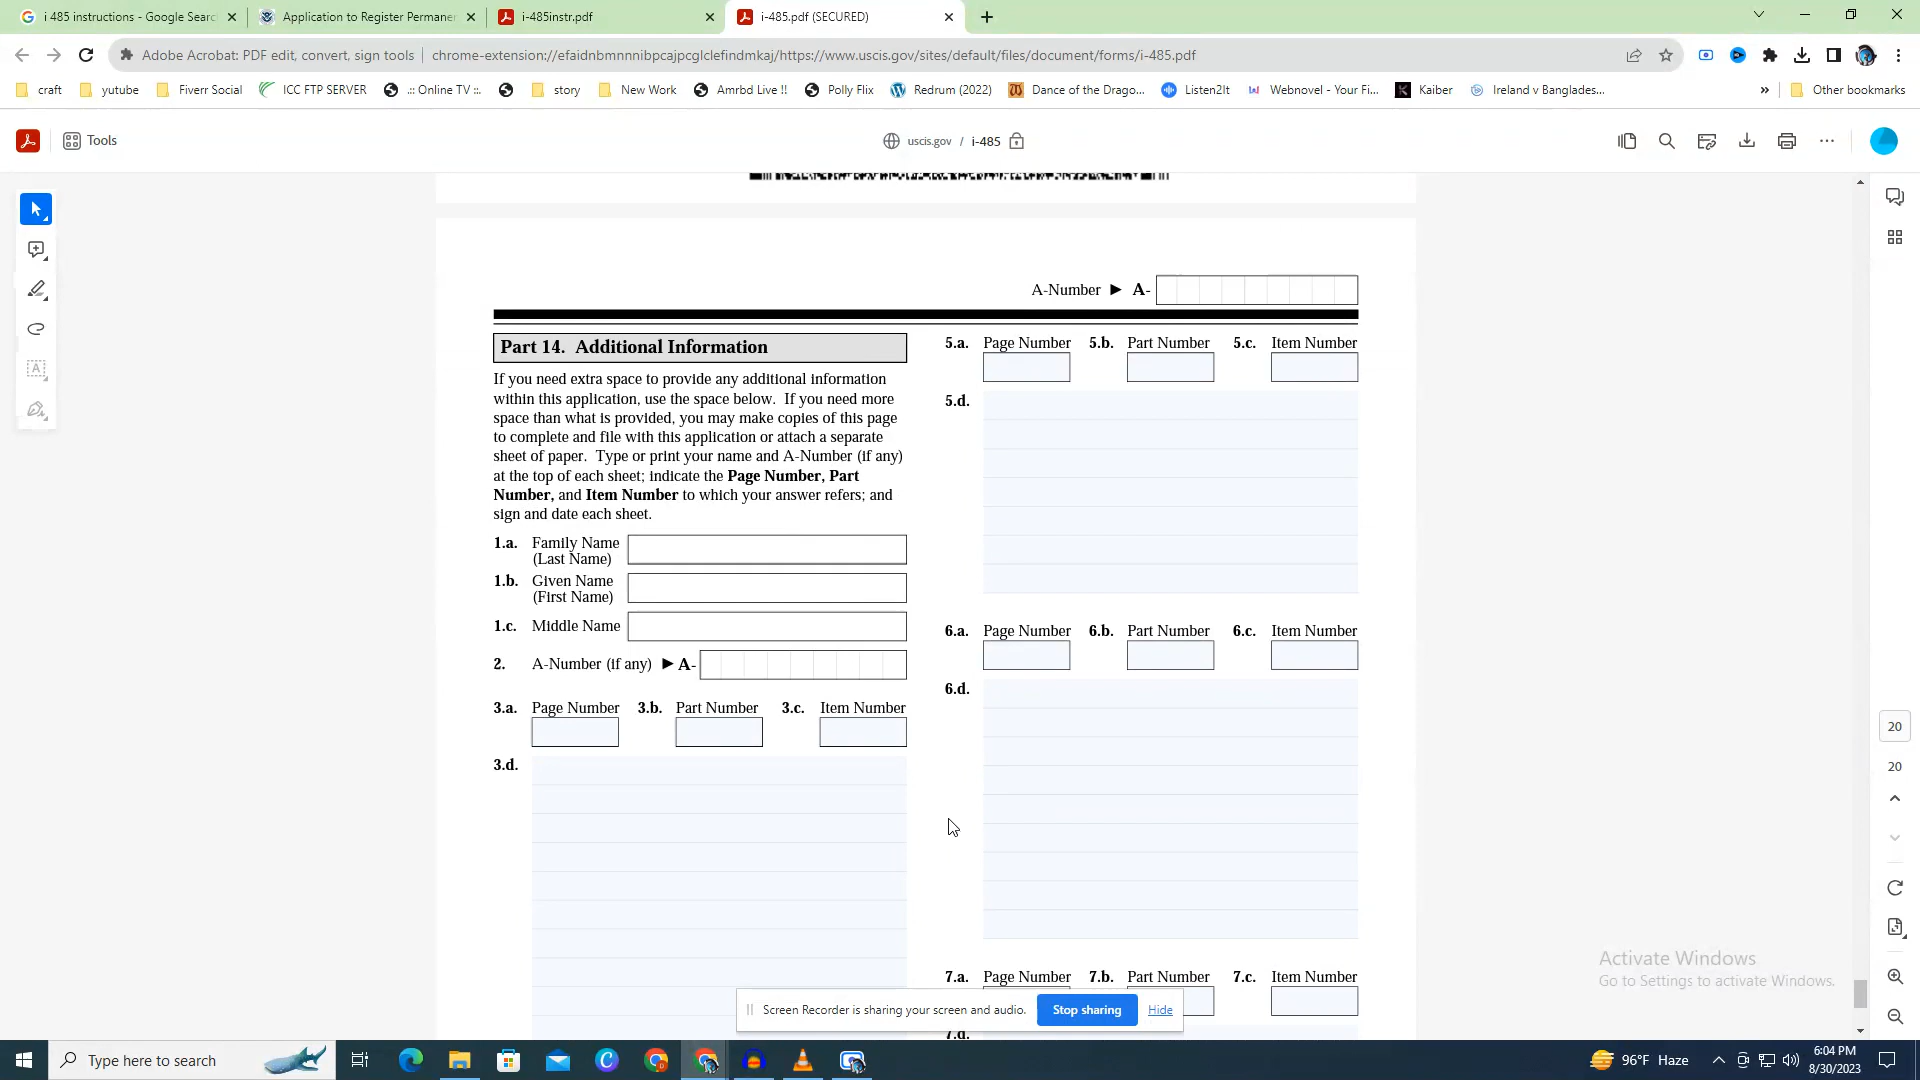 i 485 instructions - Google Searc
Application to Register Permaner
i-485instr.pdf
i-485.pdf (SECURED)
Adobe Acrobat: PDF edit, convert, sign tools
chrome-extension://efaidnbmnnnibpcajpcglclefindmkaj/https://www.uscis.gov/sites/default/files/document/forms/i-485.pdf
craft
yutube
Fiverr Social
ICC FTP SERVER
.:: Online TV ::.
story
New Work
Amrbd Live !!
Polly Flix
Redrum (2022)
Dance of the Drago...
Listen2It
Webnovel - Your Fi...
Kaiber
Ireland v Banglades...
»
Other bookmarks
Tools
uscis.gov / i-485
A-Number ► A-
Part 14. Additional Information
If you need extra space to provide any additional information
within this application, use the space below. If you need more
space than what is provided, you may make copies of this page
to complete and file with this application or attach a separate
sheet of paper. Type or print your name and A-Number (if any)
at the top of each sheet; indicate the Page Number, Part
Number, and Item Number to which your answer refers; and
sign and date each sheet.
1.a. Family Name
(Last Name)
1.b. Given Name
(First Name)
1.c. Middle Name
2. A-Number (if any) ► A-
3.a. Page Number 3.b. Part Number 3.c. Item Number
3.d.
5.a. Page Number 5.b. Part Number 5.c. Item Number
5.d.
6.a. Page Number 6.b. Part Number 6.c. Item Number
6.d.
7.a. Page Number 7.b. Part Number 7.c. Item Number
7.d.
20
20
Activate Windows
Go to Settings to activate Windows.
Screen Recorder is sharing your screen and audio.
Stop sharing
Hide
Type here to search
96°F Haze
6:04 PM
8/30/2023